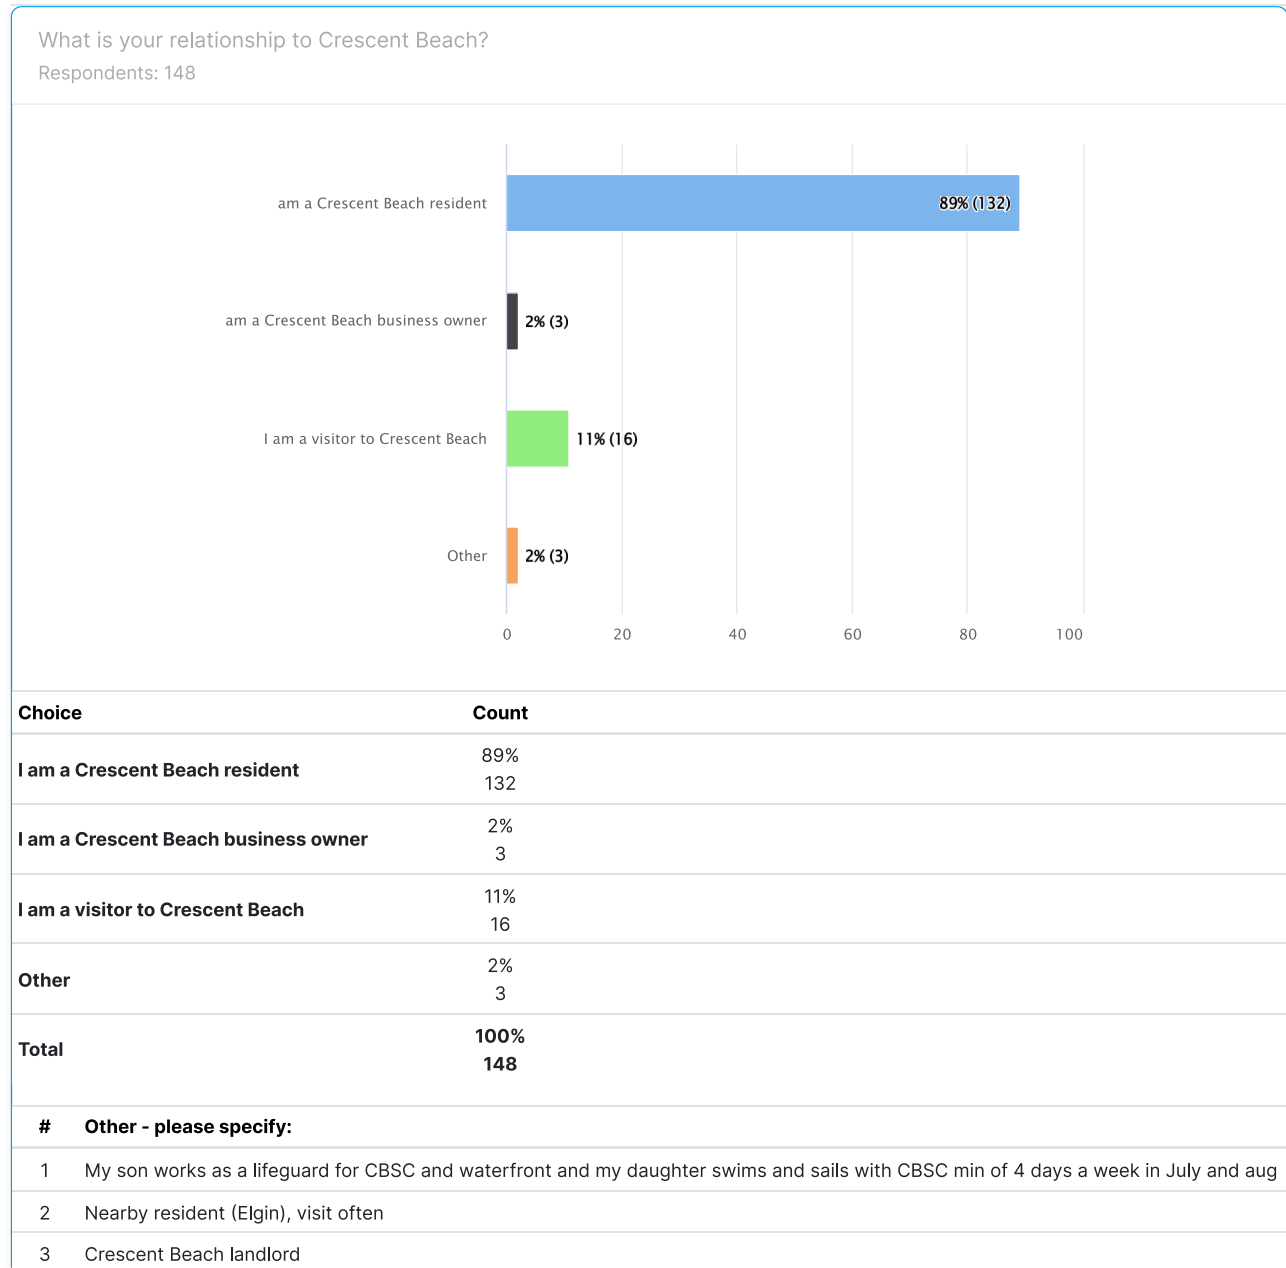 What is your relationship to Crescent Beach?
Respondents: 148
am a Crescent Beach resident
89% (132)
am a Crescent Beach business owner
2% (3)
I am a visitor to Crescent Beach
11% (16)
Other
2% (3)
0 20 40 60 80 100
Choice Count
I am a Crescent Beach resident
89%
132
I am a Crescent Beach business owner
2%
3
I am a visitor to Crescent Beach
11%
16
Other
2%
3
Total
100%
148
# Other - please specify:
1 My son works as a lifeguard for CBSC and waterfront and my daughter swims and sails with CBSC min of 4 days a week in July and aug
2 Nearby resident (Elgin), visit often
3 Crescent Beach landlord